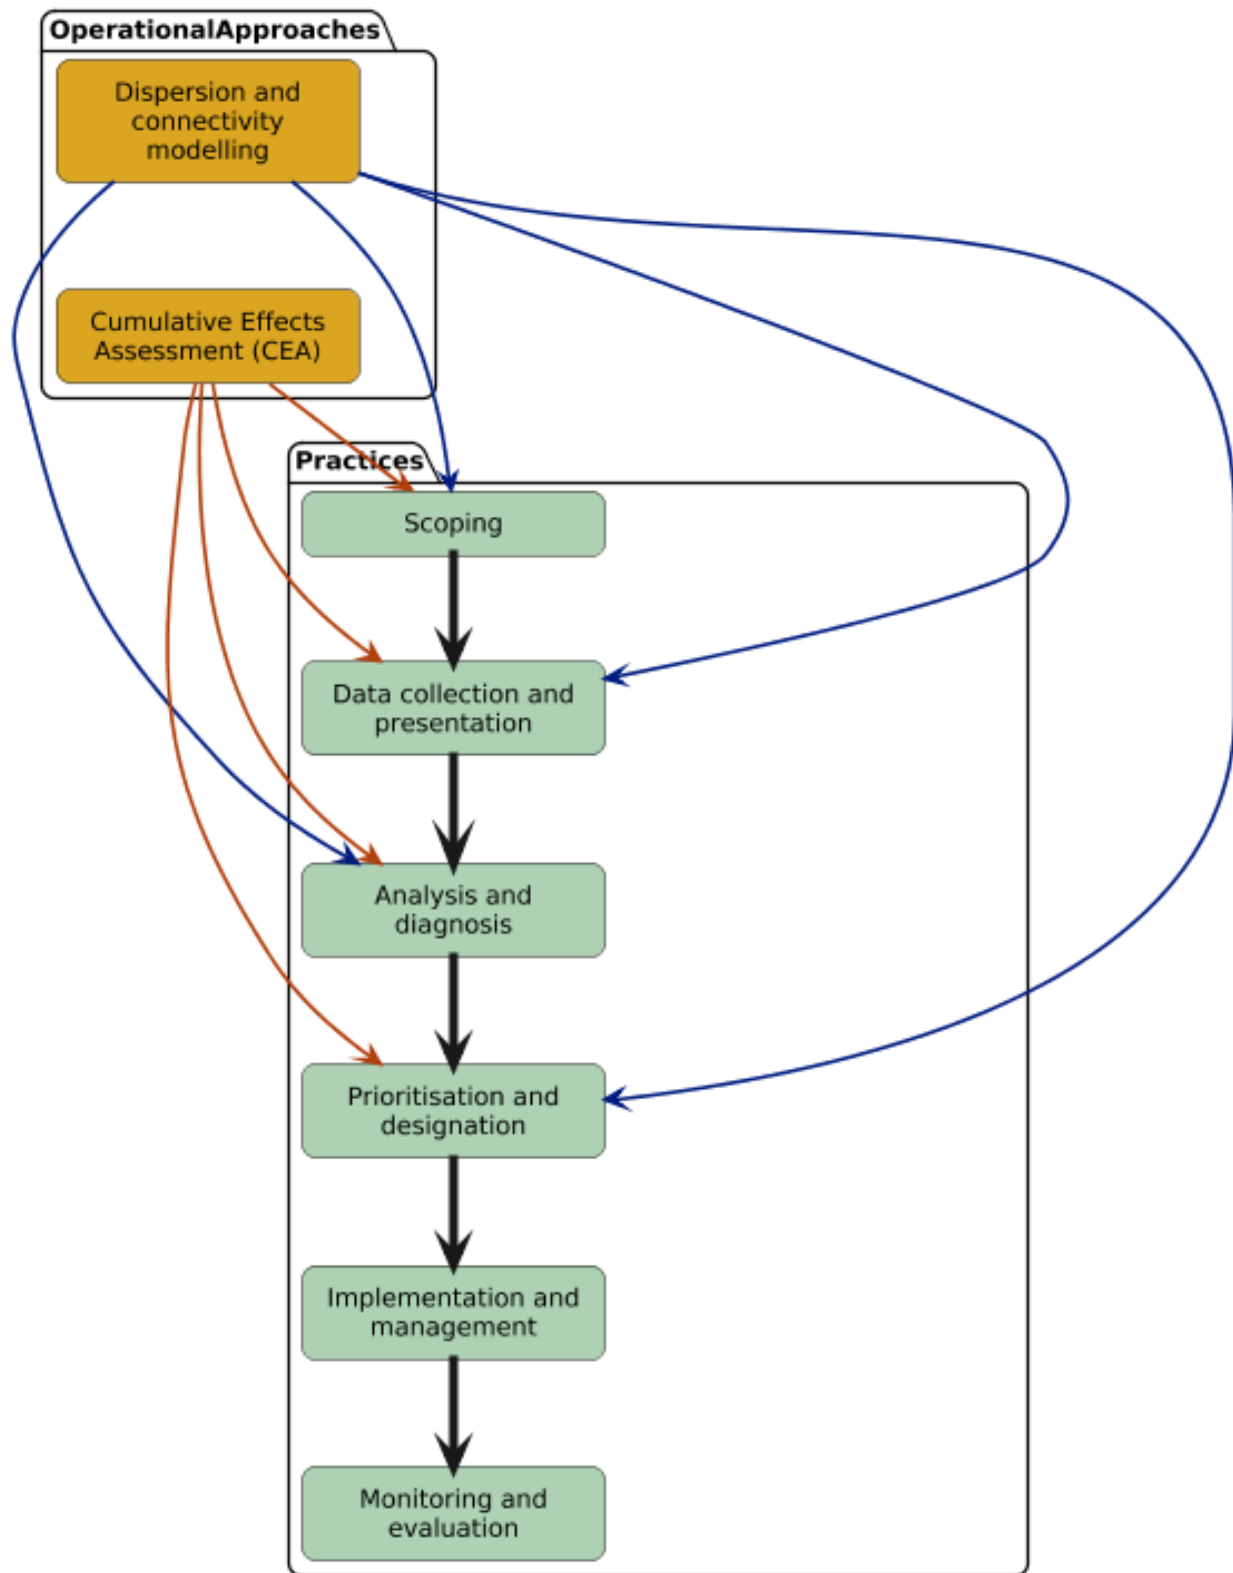 OperationalApproaches
Dispersion and
connectivity
modelling
Cumulative Effects
Assessment (CEA)
Practices
Scoping
Data collection and
presentation
Analysis and
diagnosis
Prioritisation and
designation
Implementation and
management
Monitoring and
evaluation